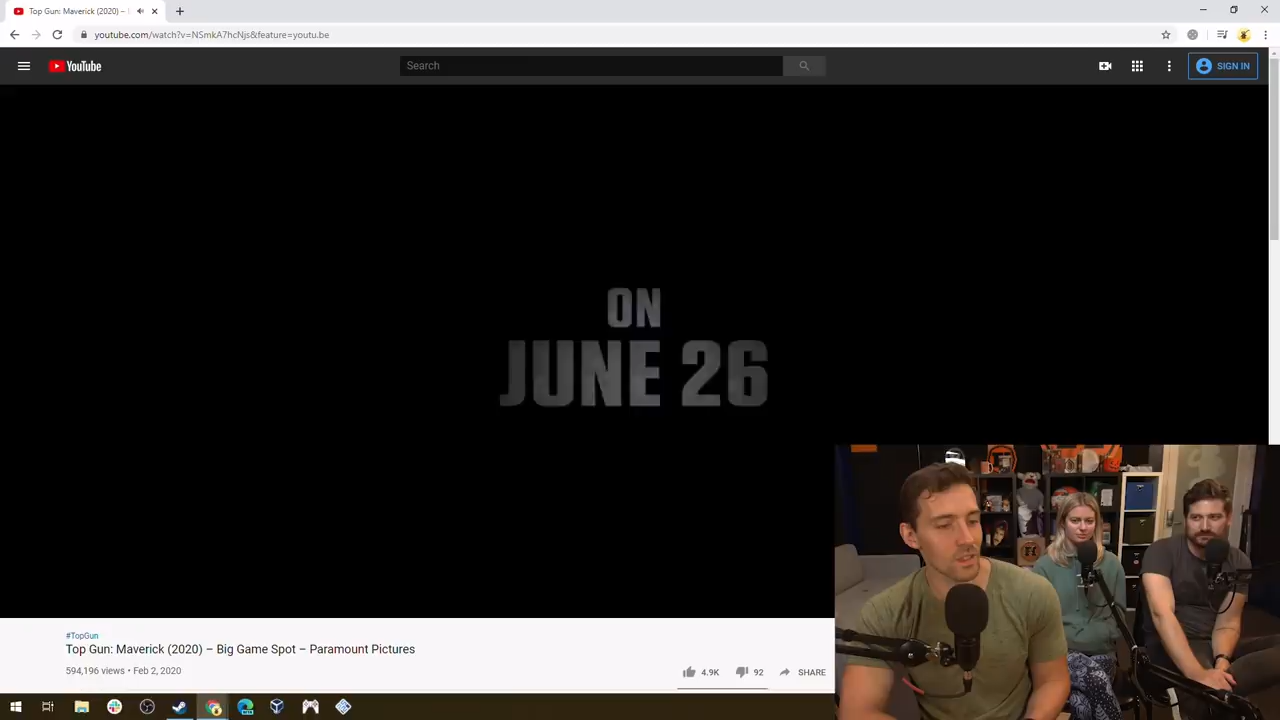 Top Gun: Maverick (2020) –
youtube.com/watch?v=NSmkA7hcNjs&feature=youtu.be
YouTube
Search
SIGN IN
ON
JUNE 26
#TopGun
Top Gun: Maverick (2020) – Big Game Spot – Paramount Pictures
594,196 views • Feb 2, 2020
4.9K
92
SHARE